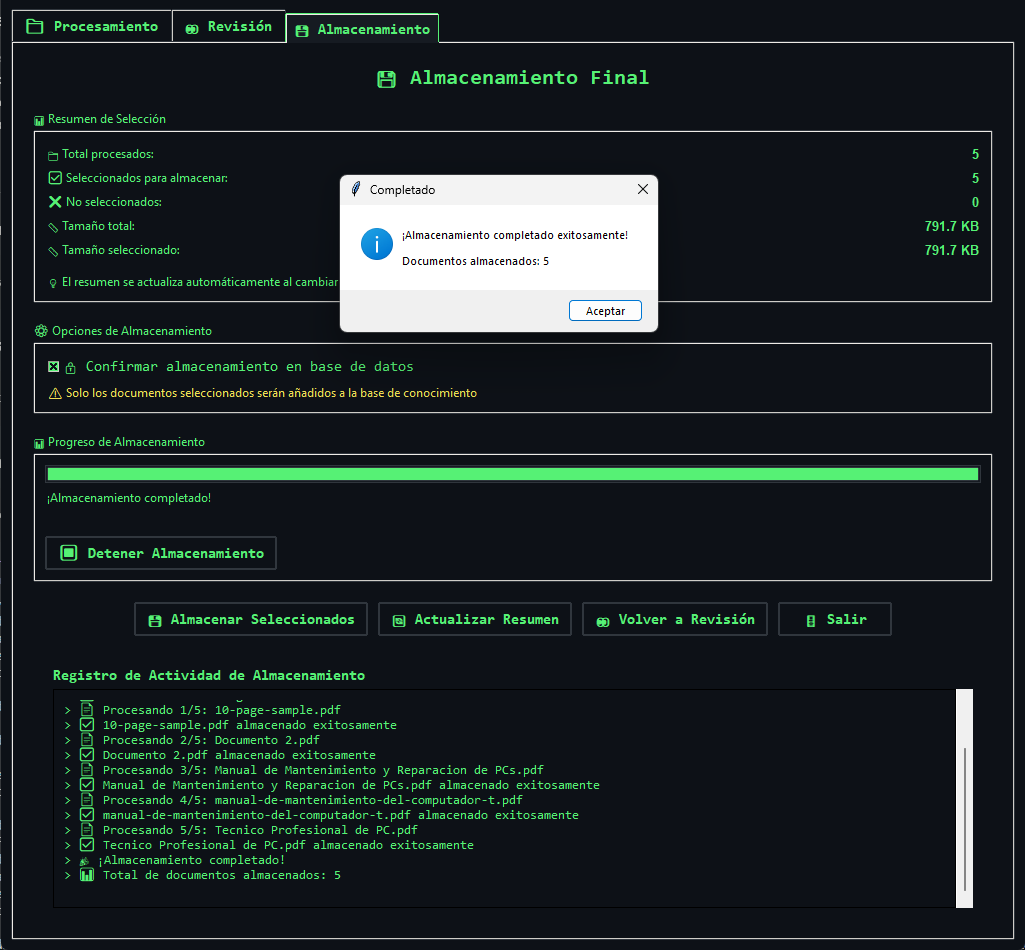 Procesamiento
Revisión
Almacenamiento
Almacenamiento Final
Resumen de Selección
Total procesados: 5
Seleccionados para almacenar: 5
No seleccionados: 0
Tamaño total: 791.7 KB
Tamaño seleccionado: 791.7 KB
El resumen se actualiza automáticamente al cambiar
Completado
¡Almacenamiento completado exitosamente!
Documentos almacenados: 5
Aceptar
Opciones de Almacenamiento
Confirmar almacenamiento en base de datos
Solo los documentos seleccionados serán añadidos a la base de conocimiento
Progreso de Almacenamiento
¡Almacenamiento completado!
Detener Almacenamiento
Almacenar Seleccionados
Actualizar Resumen
Volver a Revisión
Salir
Registro de Actividad de Almacenamiento
> Procesando 1/5: 10-page-sample.pdf
> 10-page-sample.pdf almacenado exitosamente
> Procesando 2/5: Documento 2.pdf
> Documento 2.pdf almacenado exitosamente
> Procesando 3/5: Manual de Mantenimiento y Reparacion de PCs.pdf
> Manual de Mantenimiento y Reparacion de PCs.pdf almacenado exitosamente
> Procesando 4/5: manual-de-mantenimiento-del-computador-t.pdf
> manual-de-mantenimiento-del-computador-t.pdf almacenado exitosamente
> Procesando 5/5: Tecnico Profesional de PC.pdf
> Tecnico Profesional de PC.pdf almacenado exitosamente
> ¡Almacenamiento completado!
> Total de documentos almacenados: 5